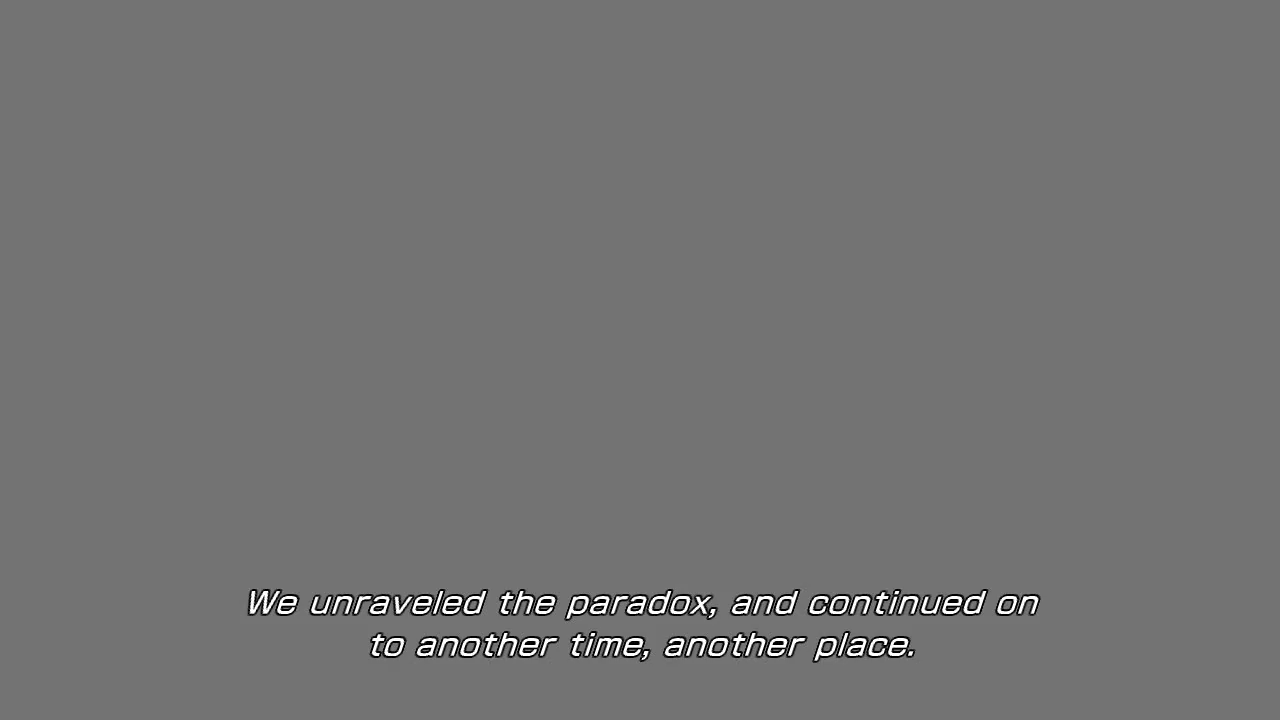 We unraveled the paradox, and continued on
to another time, another place.